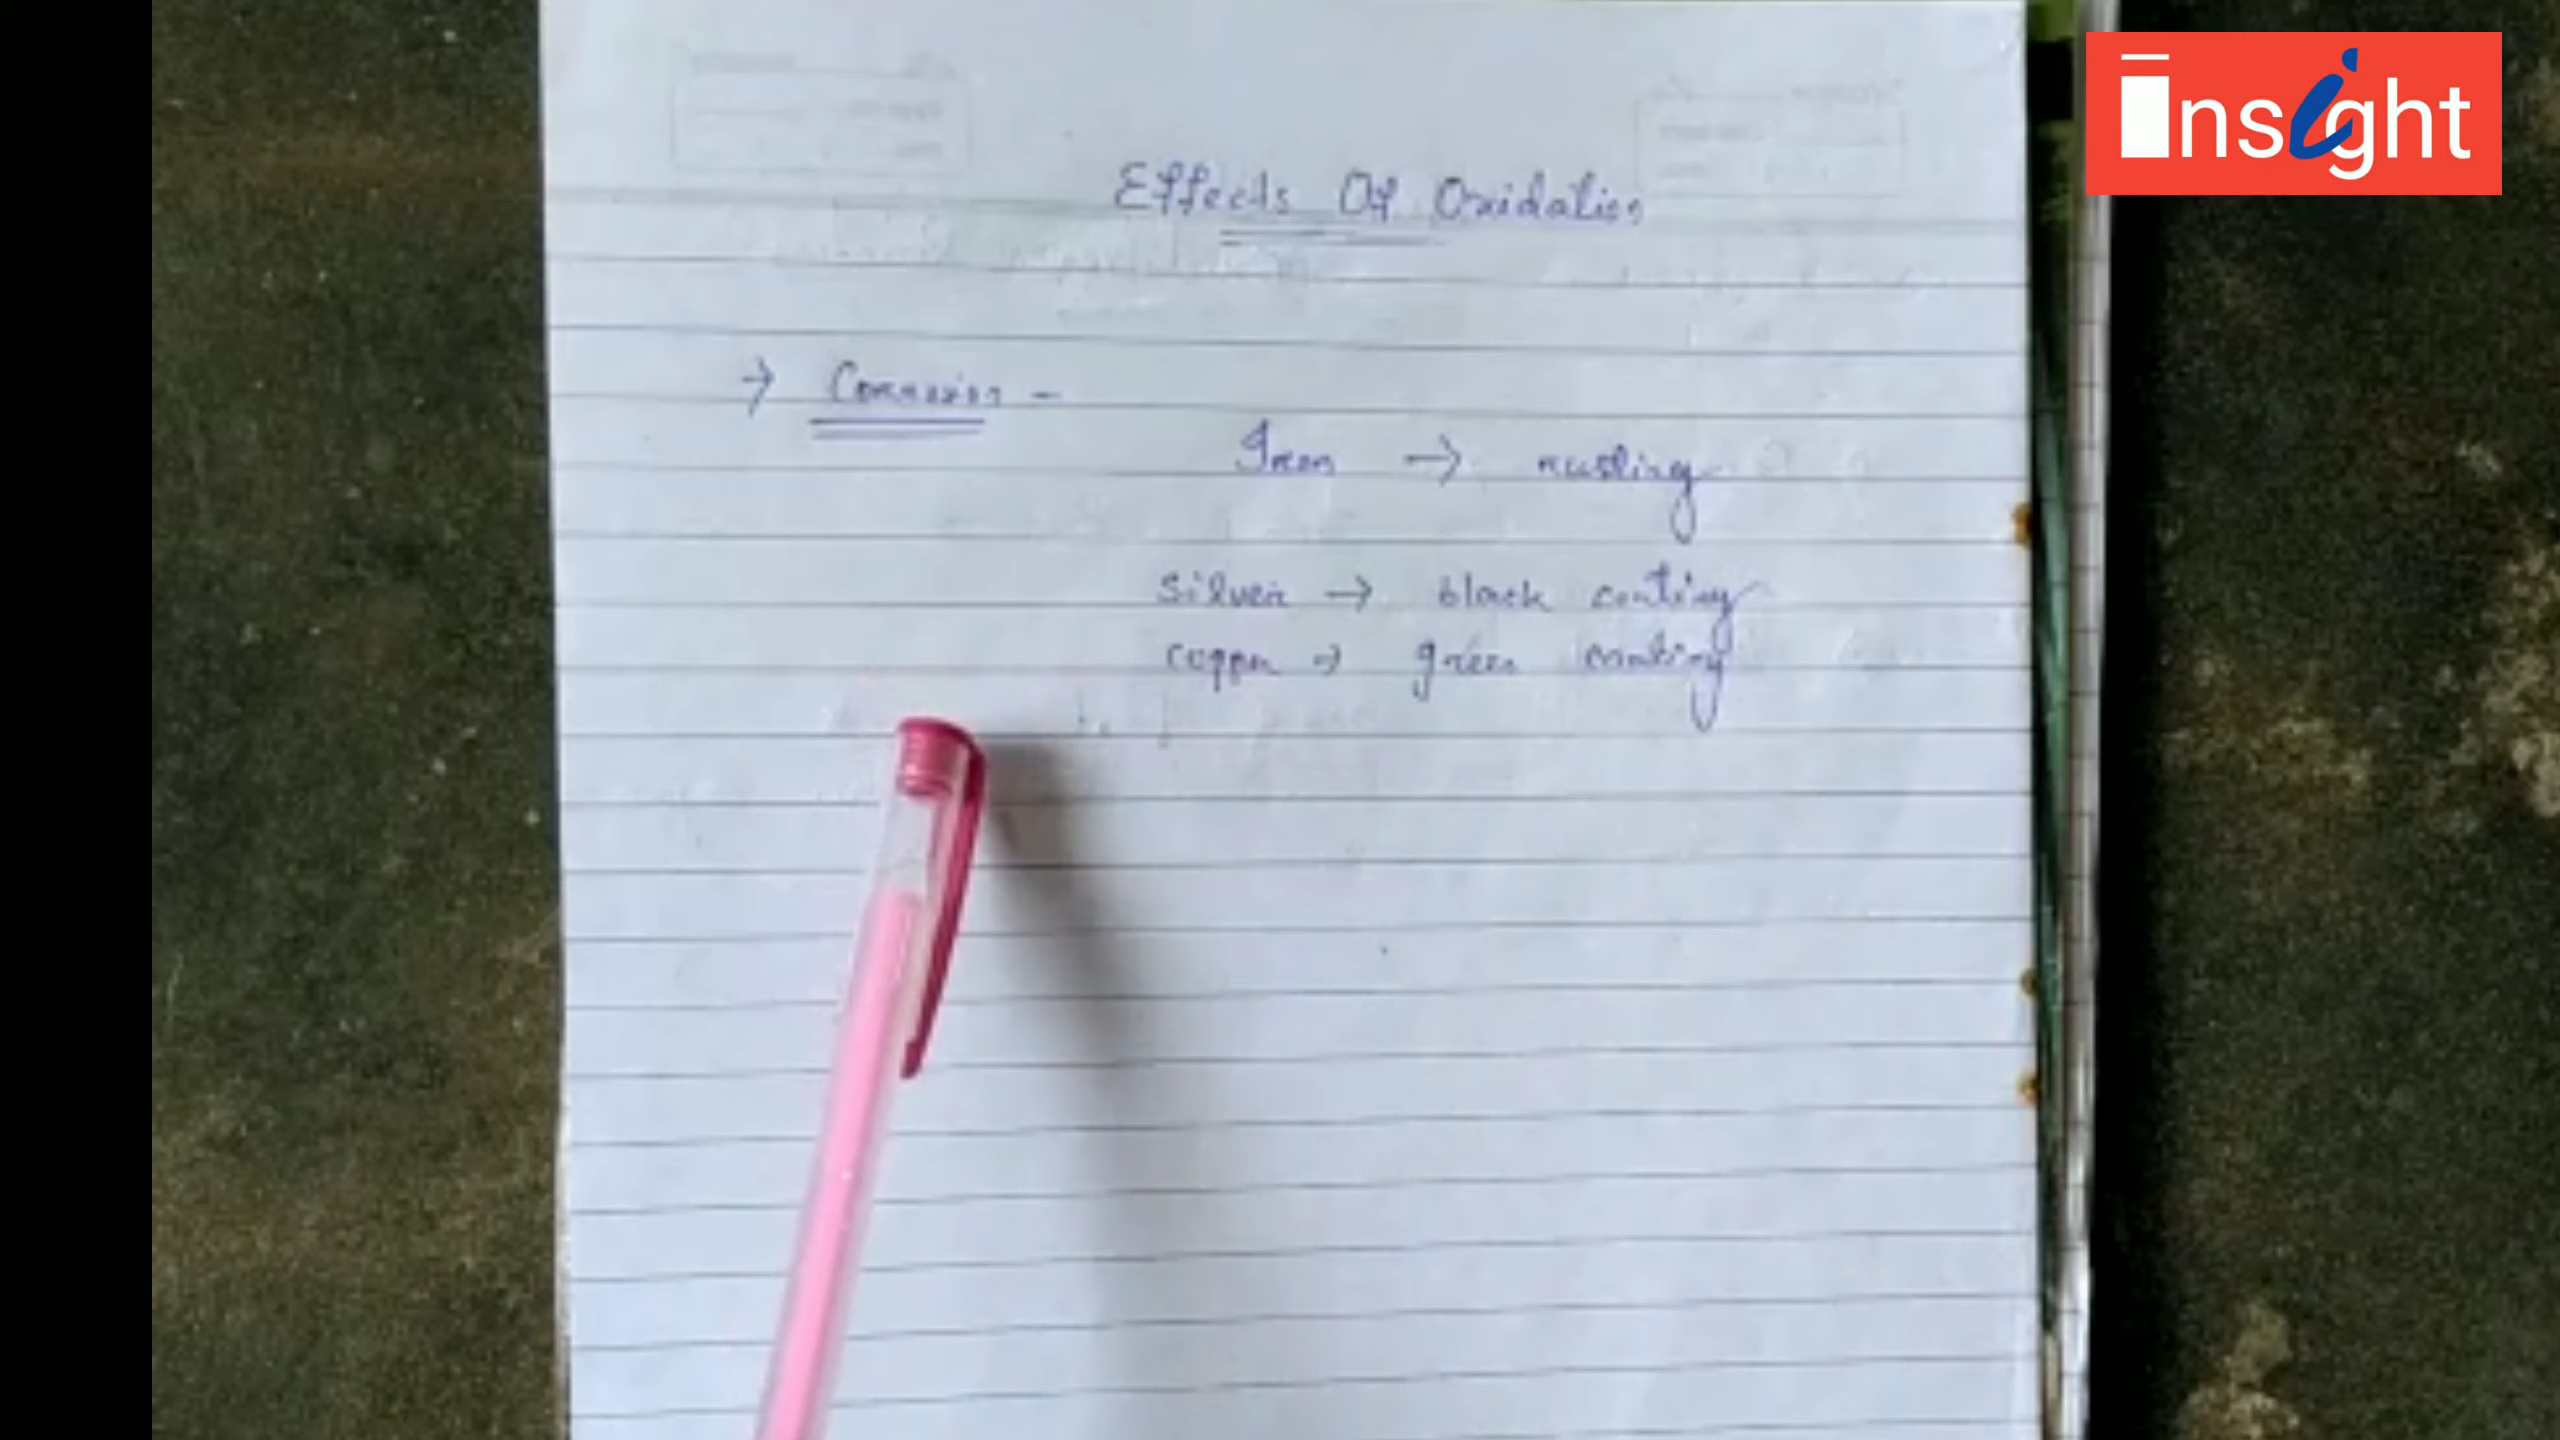 Insight
Effects Of Oxidation
→ Corrosion -
Iron → rusting
silver → black coating
copper → green coating